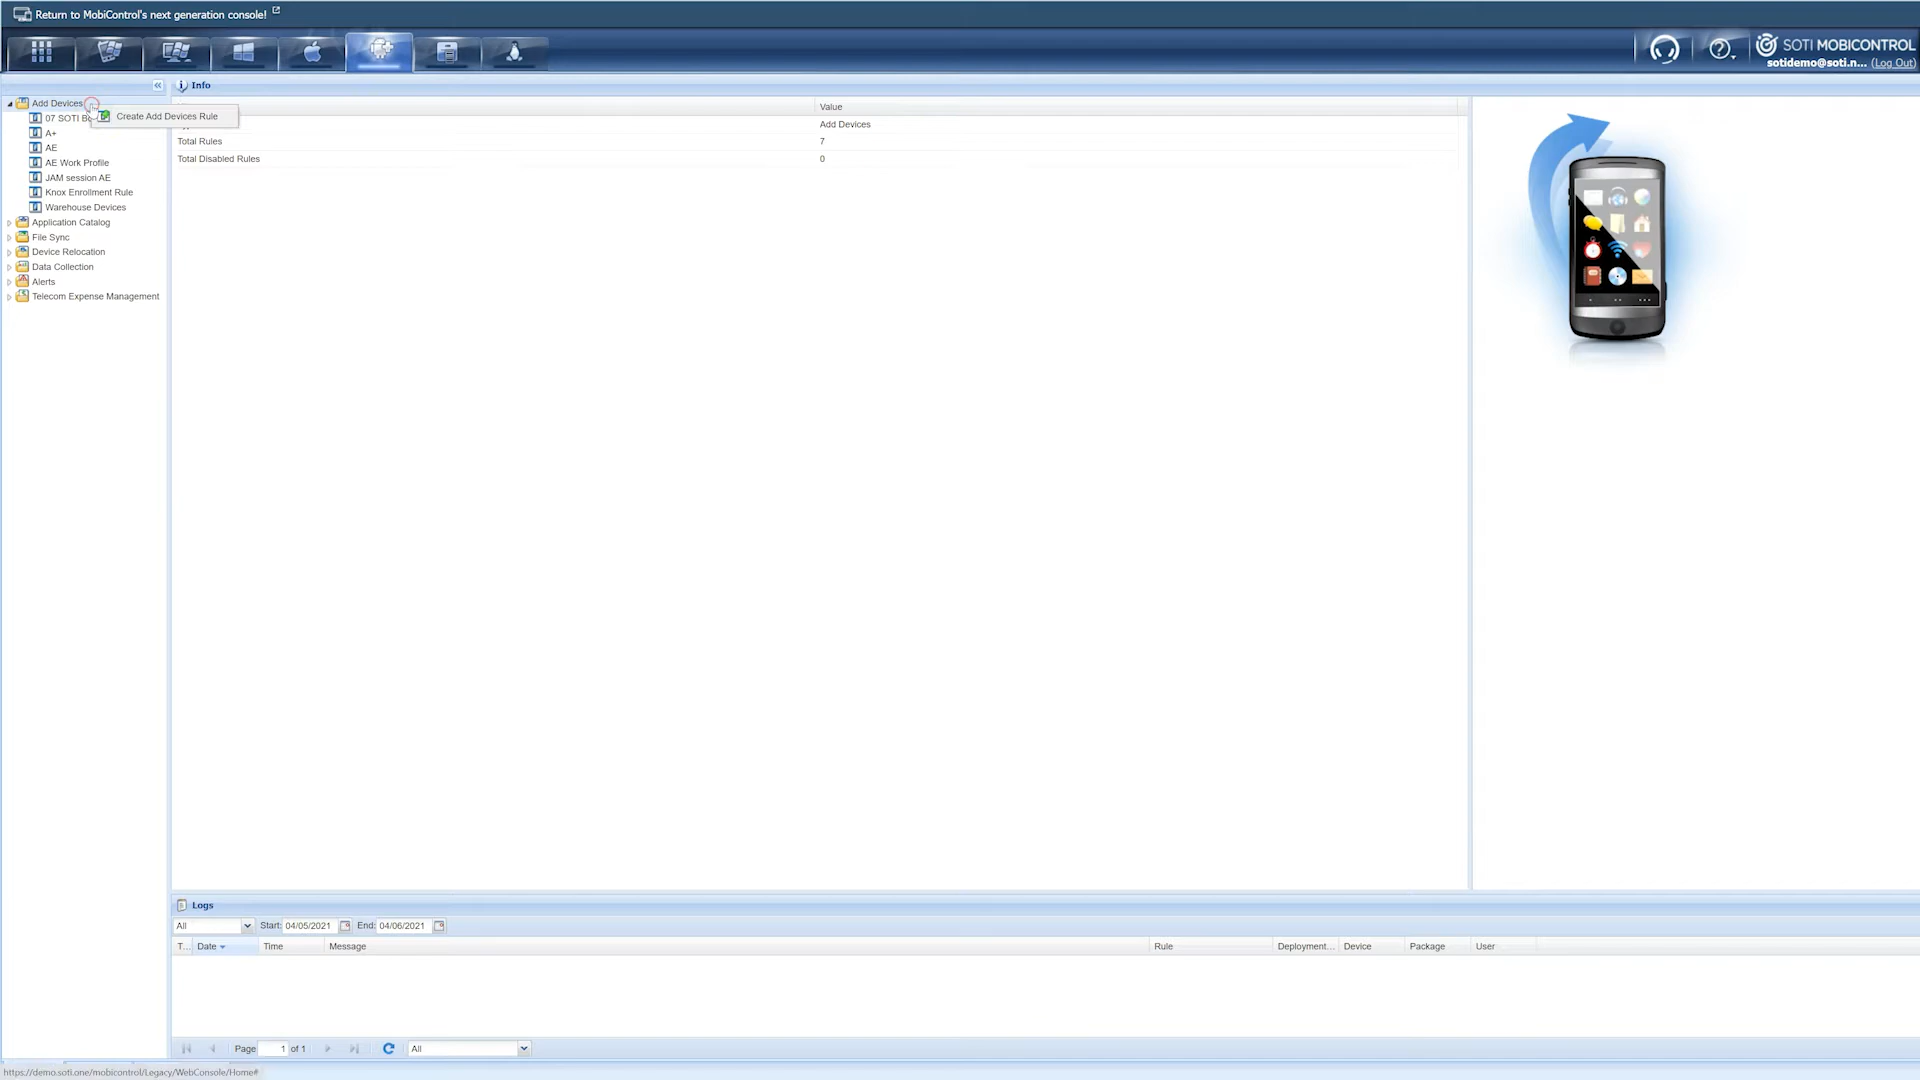 Return to MobiControl's next generation console!
SOTI MOBICONTROL
sotidemo@soti.n... (Log Out)
Info
Add Devices
Create Add Devices Rule
07 SOTI
A+
AE
AE Work Profile
JAM session AE
Knox Enrollment Rule
Warehouse Devices
Application Catalog
File Sync
Device Relocation
Data Collection
Alerts
Telecom Expense Management
Value
Add Devices
Total Rules 7
Total Disabled Rules 0
Logs
All Start: 04/05/2021 End: 04/06/2021
T... Date Time Message Rule Deployment... Device Package User
Page 1 of 1 All
https://demo.soti.one/mobicontrol/Legacy/WebConsole/Home#